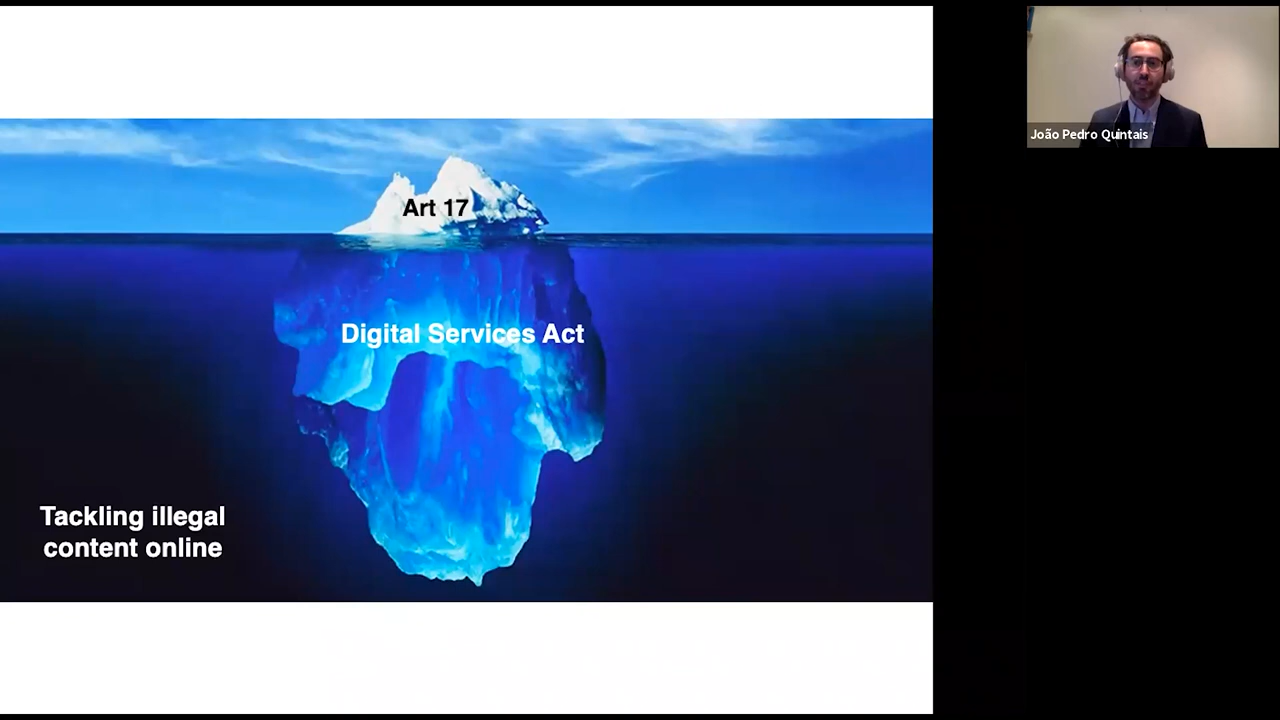 Art 17
Digital Services Act
Tackling illegal
content online
João Pedro Quintais